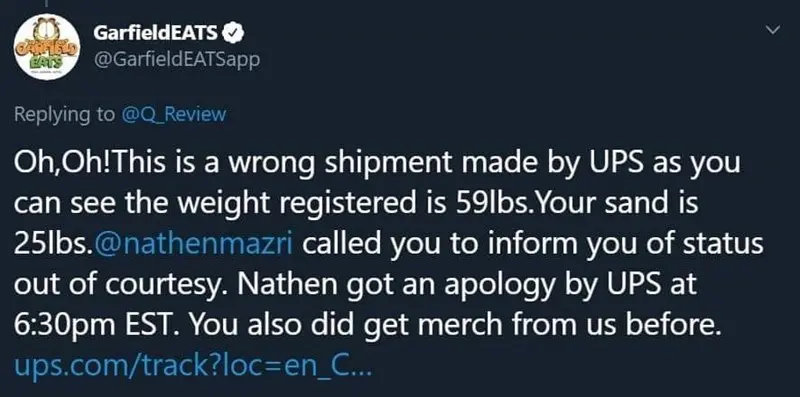 GARFIELD
EATS
GarfieldEATS
@GarfieldEATSapp
Replying to @Q_Review
Oh,Oh!This is a wrong shipment made by UPS as you
can see the weight registered is 59lbs.Your sand is
25lbs.@nathenmazri called you to inform you of status
out of courtesy. Nathen got an apology by UPS at
6:30pm EST. You also did get merch from us before.
ups.com/track?loc=en_C...